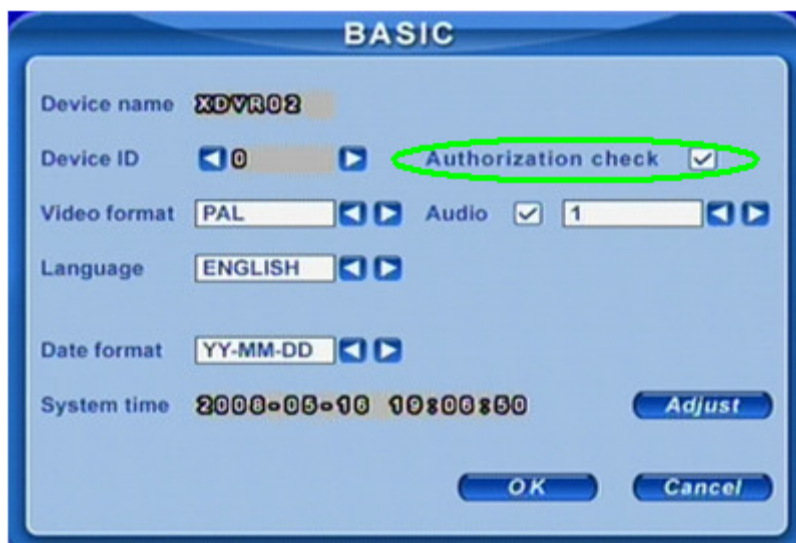 BASIC
Device name XDVR02
Device ID 0 Authorization check
Video format PAL Audio 1
Language ENGLISH
Date format YY-MM-DD
System time 2008-05-16 19:06:50 Adjust
OK Cancel